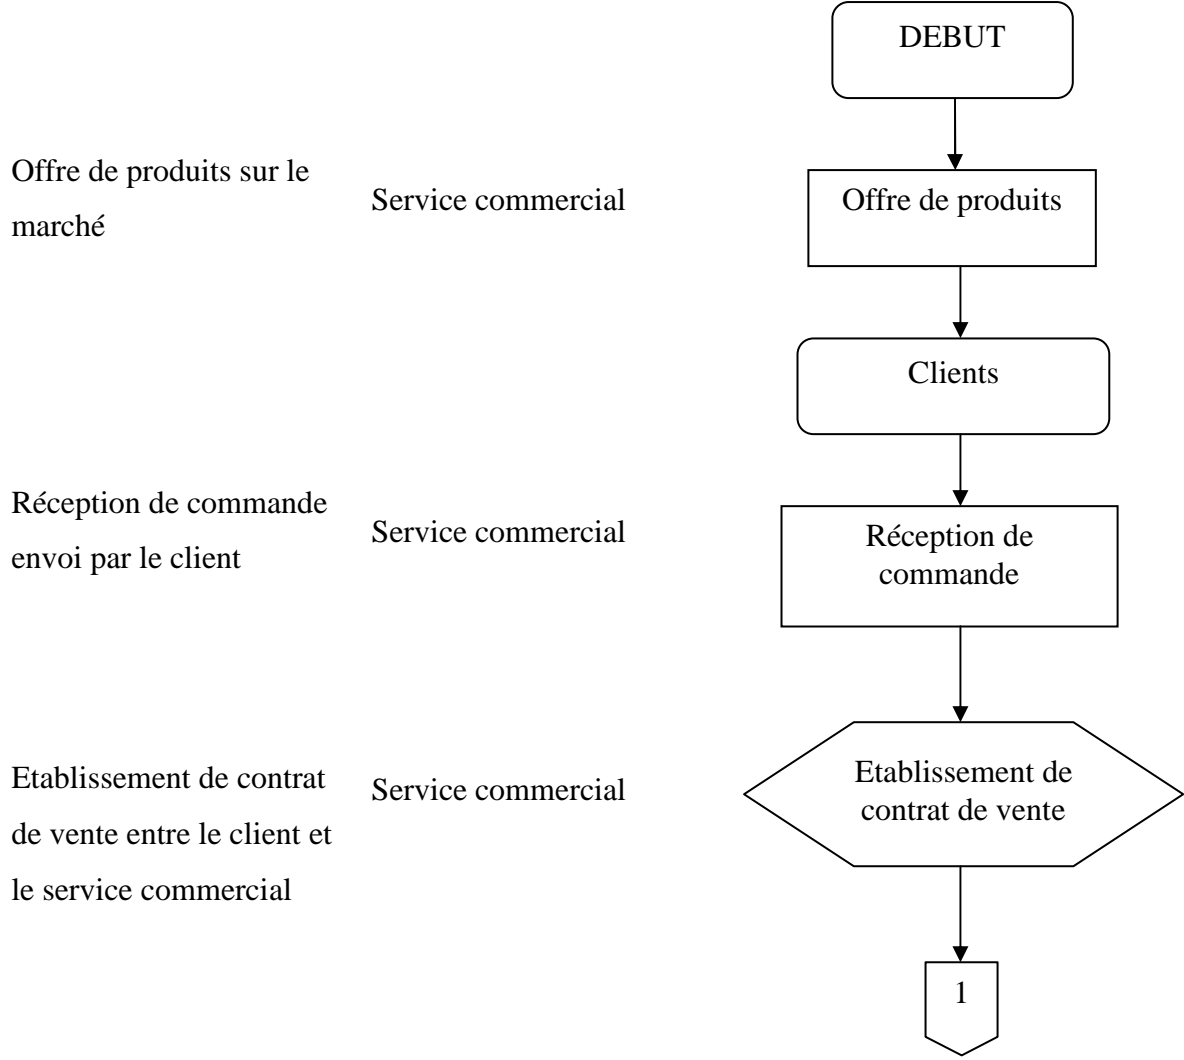 DEBUT
Offre de produits sur le
marché
Service commercial
Offre de produits
Clients
Réception de commande
envoi par le client
Service commercial
Réception de
commande
Etablissement de contrat
de vente entre le client et
le service commercial
Service commercial
Etablissement de
contrat de vente
1